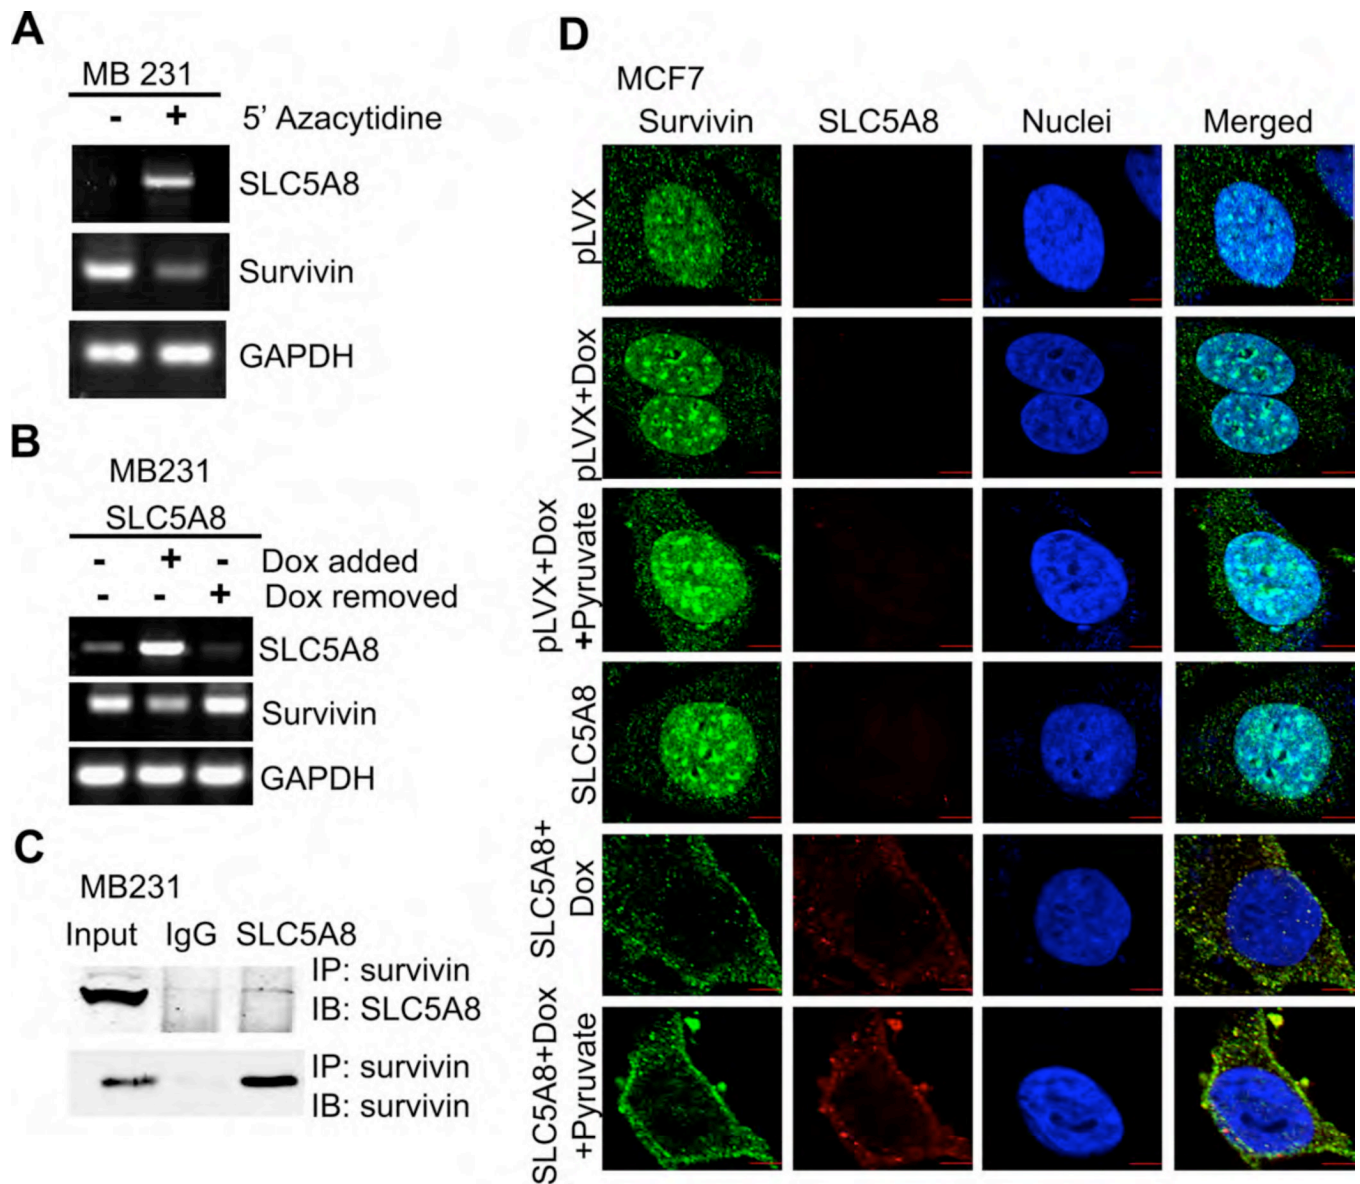 A
MB 231
- + 5' Azacytidine
SLC5A8
Survivin
GAPDH
B
MB231
SLC5A8
- + - Dox added
- - + Dox removed
SLC5A8
Survivin
GAPDH
C
MB231
Input IgG SLC5A8
IP: survivin
IB: SLC5A8
IP: survivin
IB: survivin
D
MCF7
Survivin SLC5A8 Nuclei Merged
pLVX
pLVX+Dox
pLVX+Dox
+Pyruvate
SLC5A8
SLC5A8+
Dox
SLC5A8+Dox
+Pyruvate